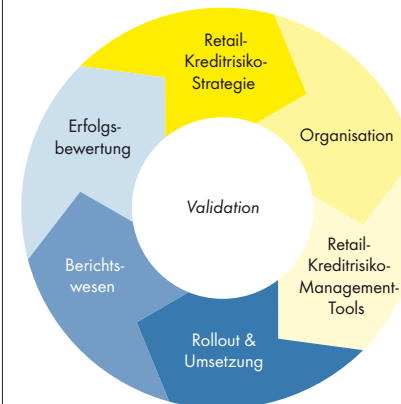 Retail-
Kreditrisiko-
Strategie
Organisation
Retail-
Kreditrisiko-
Management-
Tools
Rollout &
Umsetzung
Berichts-
wesen
Erfolgs-
bewertung
Validation